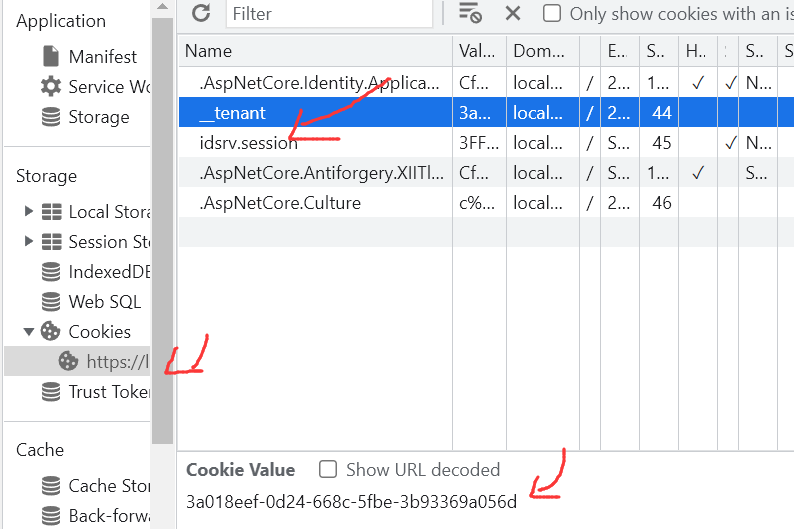 Application
Manifest
Service Wo
Storage
Storage
Local Stora
Session Sto
IndexedDB
Web SQL
Cookies
https://l
Trust Token
Cache
Cache Stor
Back-forwa
Filter
Only show cookies with an is
Name Val... Dom... E... S... H... S... S
.AspNetCore.Identity.Applica... Cf... local... / 2... 1... ✓ ✓ N...
__tenant 3a... local... / 2... 44
idsrv.session 3FF... local... / S... 45 ✓ N...
.AspNetCore.Antiforgery.XIITl... Cf... local... / S... 1... ✓ S...
.AspNetCore.Culture c%... local... / 2... 46
Cookie Value Show URL decoded
3a018eef-0d24-668c-5fbe-3b93369a056d